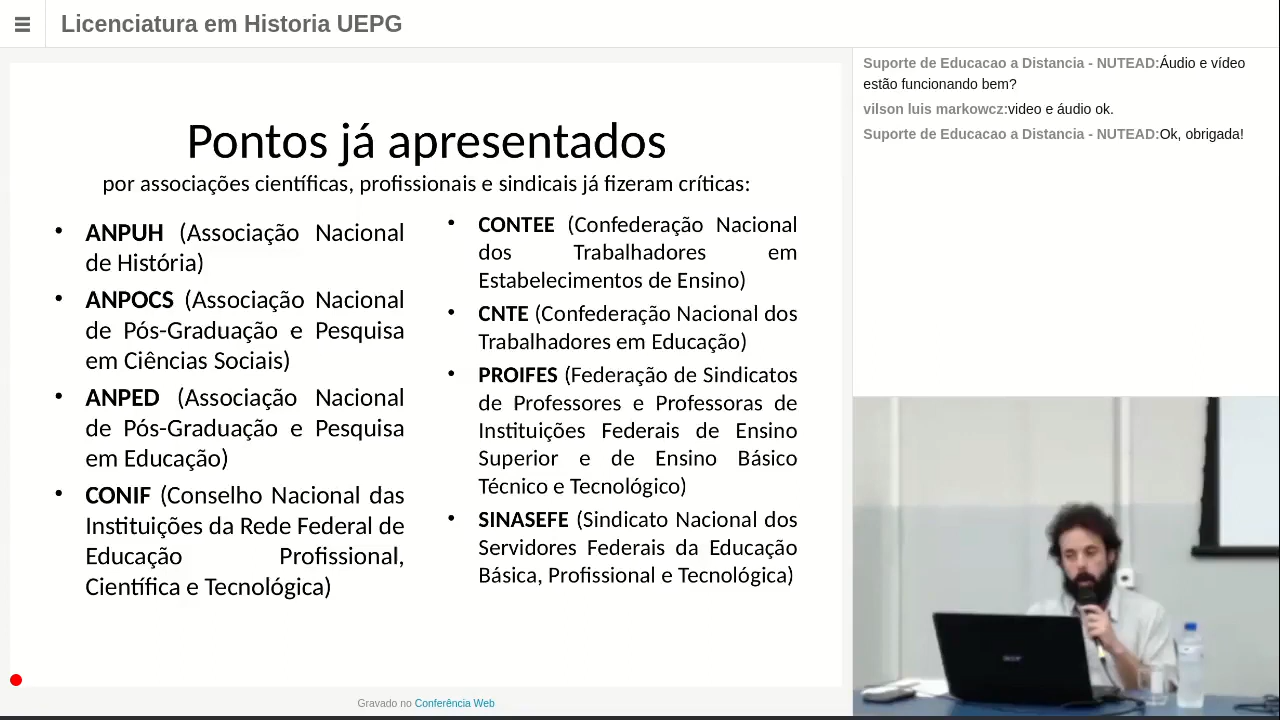 Licenciatura em Historia UEPG
Pontos já apresentados
por associações científicas, profissionais e sindicais já fizeram críticas:
• ANPUH (Associação Nacional
de História)
• ANPOCS (Associação Nacional
de Pós-Graduação e Pesquisa
em Ciências Sociais)
• ANPED (Associação Nacional
de Pós-Graduação e Pesquisa
em Educação)
• CONIF (Conselho Nacional das
Instituições da Rede Federal de
Educação Profissional,
Científica e Tecnológica)
• CONTEE (Confederação Nacional
dos Trabalhadores em
Estabelecimentos de Ensino)
• CNTE (Confederação Nacional dos
Trabalhadores em Educação)
• PROIFES (Federação de Sindicatos
de Professores e Professoras de
Instituições Federais de Ensino
Superior e de Ensino Básico
Técnico e Tecnológico)
• SINASEFE (Sindicato Nacional dos
Servidores Federais da Educação
Básica, Profissional e Tecnológica)
Gravado no Conferência Web
Suporte de Educacao a Distancia - NUTEAD:Áudio e vídeo
estão funcionando bem?
vilson luis markowcz:video e áudio ok.
Suporte de Educacao a Distancia - NUTEAD:Ok, obrigada!
acer